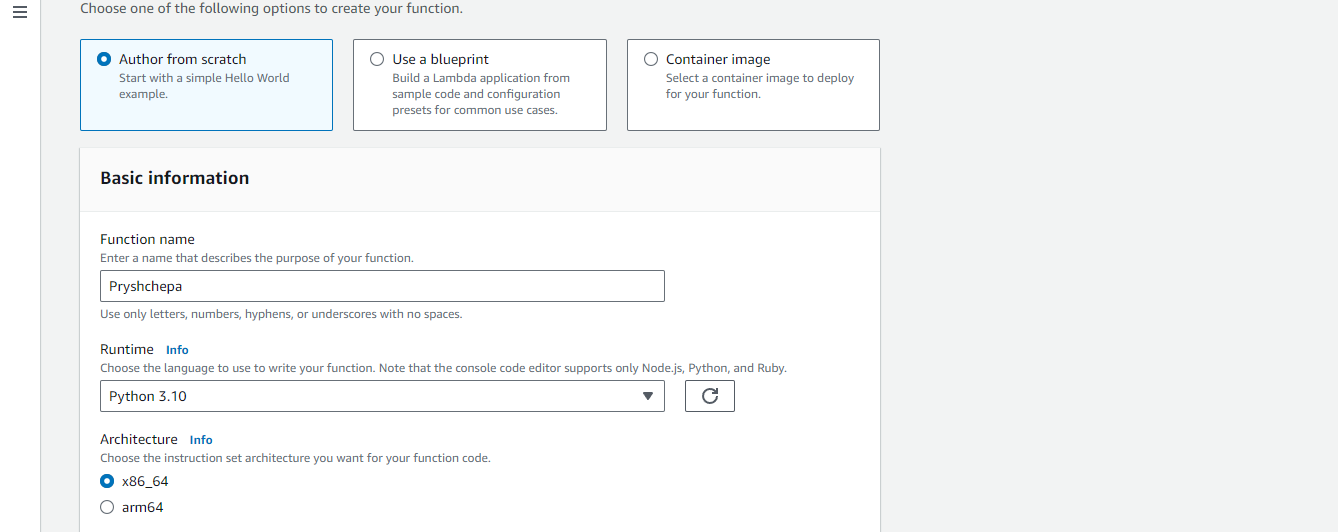 Choose one of the following options to create your function.
Author from scratch
Start with a simple Hello World
example.
Use a blueprint
Build a Lambda application from
sample code and configuration
presets for common use cases.
Container image
Select a container image to deploy
for your function.
Basic information
Function name
Enter a name that describes the purpose of your function.
Pryshchepa
Use only letters, numbers, hyphens, or underscores with no spaces.
Runtime Info
Choose the language to use to write your function. Note that the console code editor supports only Node.js, Python, and Ruby.
Python 3.10
Architecture Info
Choose the instruction set architecture you want for your function code.
x86_64
arm64